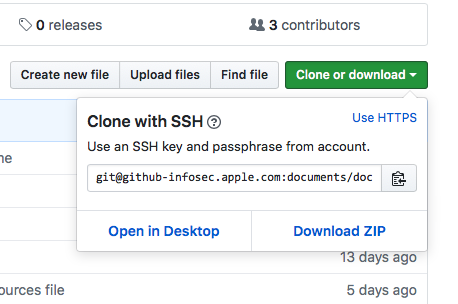 0 releases
3 contributors
Create new file
Upload files
Find file
Clone or download
Clone with SSH
Use HTTPS
Use an SSH key and passphrase from account.
git@github-infosec.apple.com:documents/doc
Open in Desktop
Download ZIP
13 days ago
ources file
5 days ago